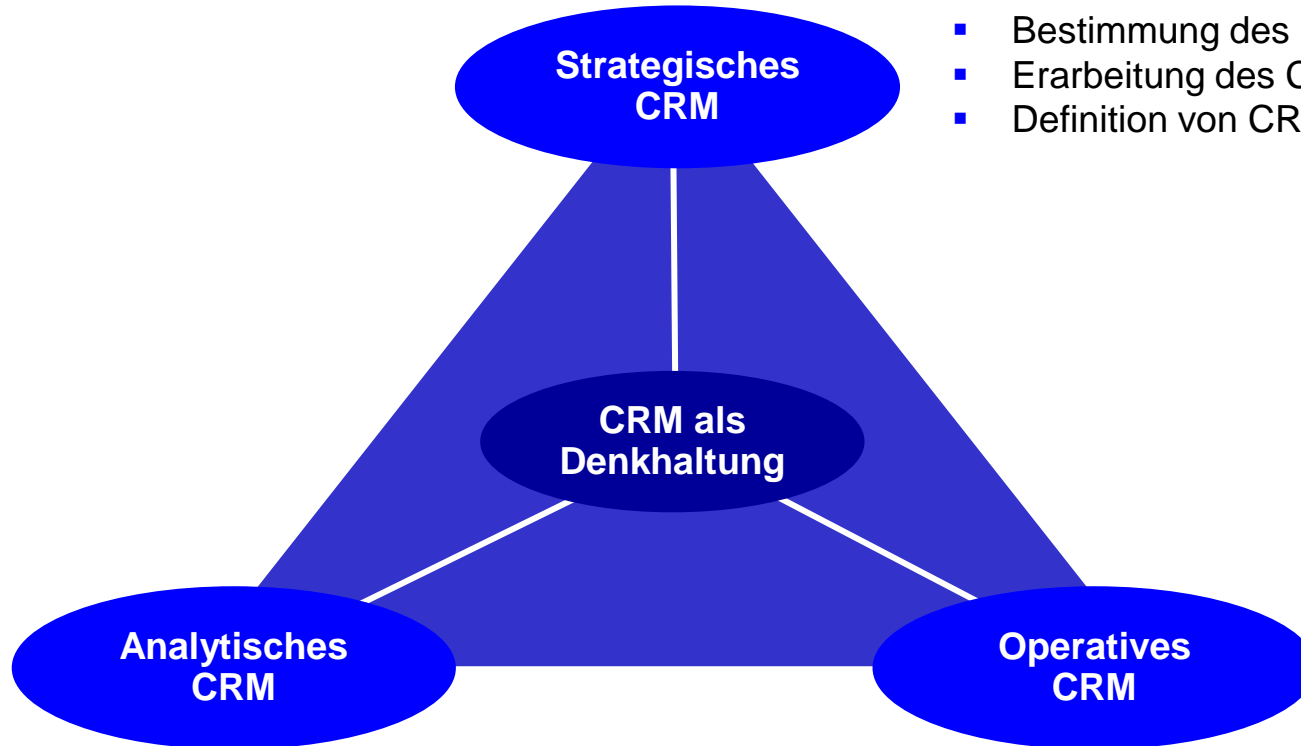 Strategisches
CRM
▪ Bestimmung des
▪ Erarbeitung des
▪ Definition von
CRM als
Denkhaltung
Analytisches
CRM
Operatives
CRM